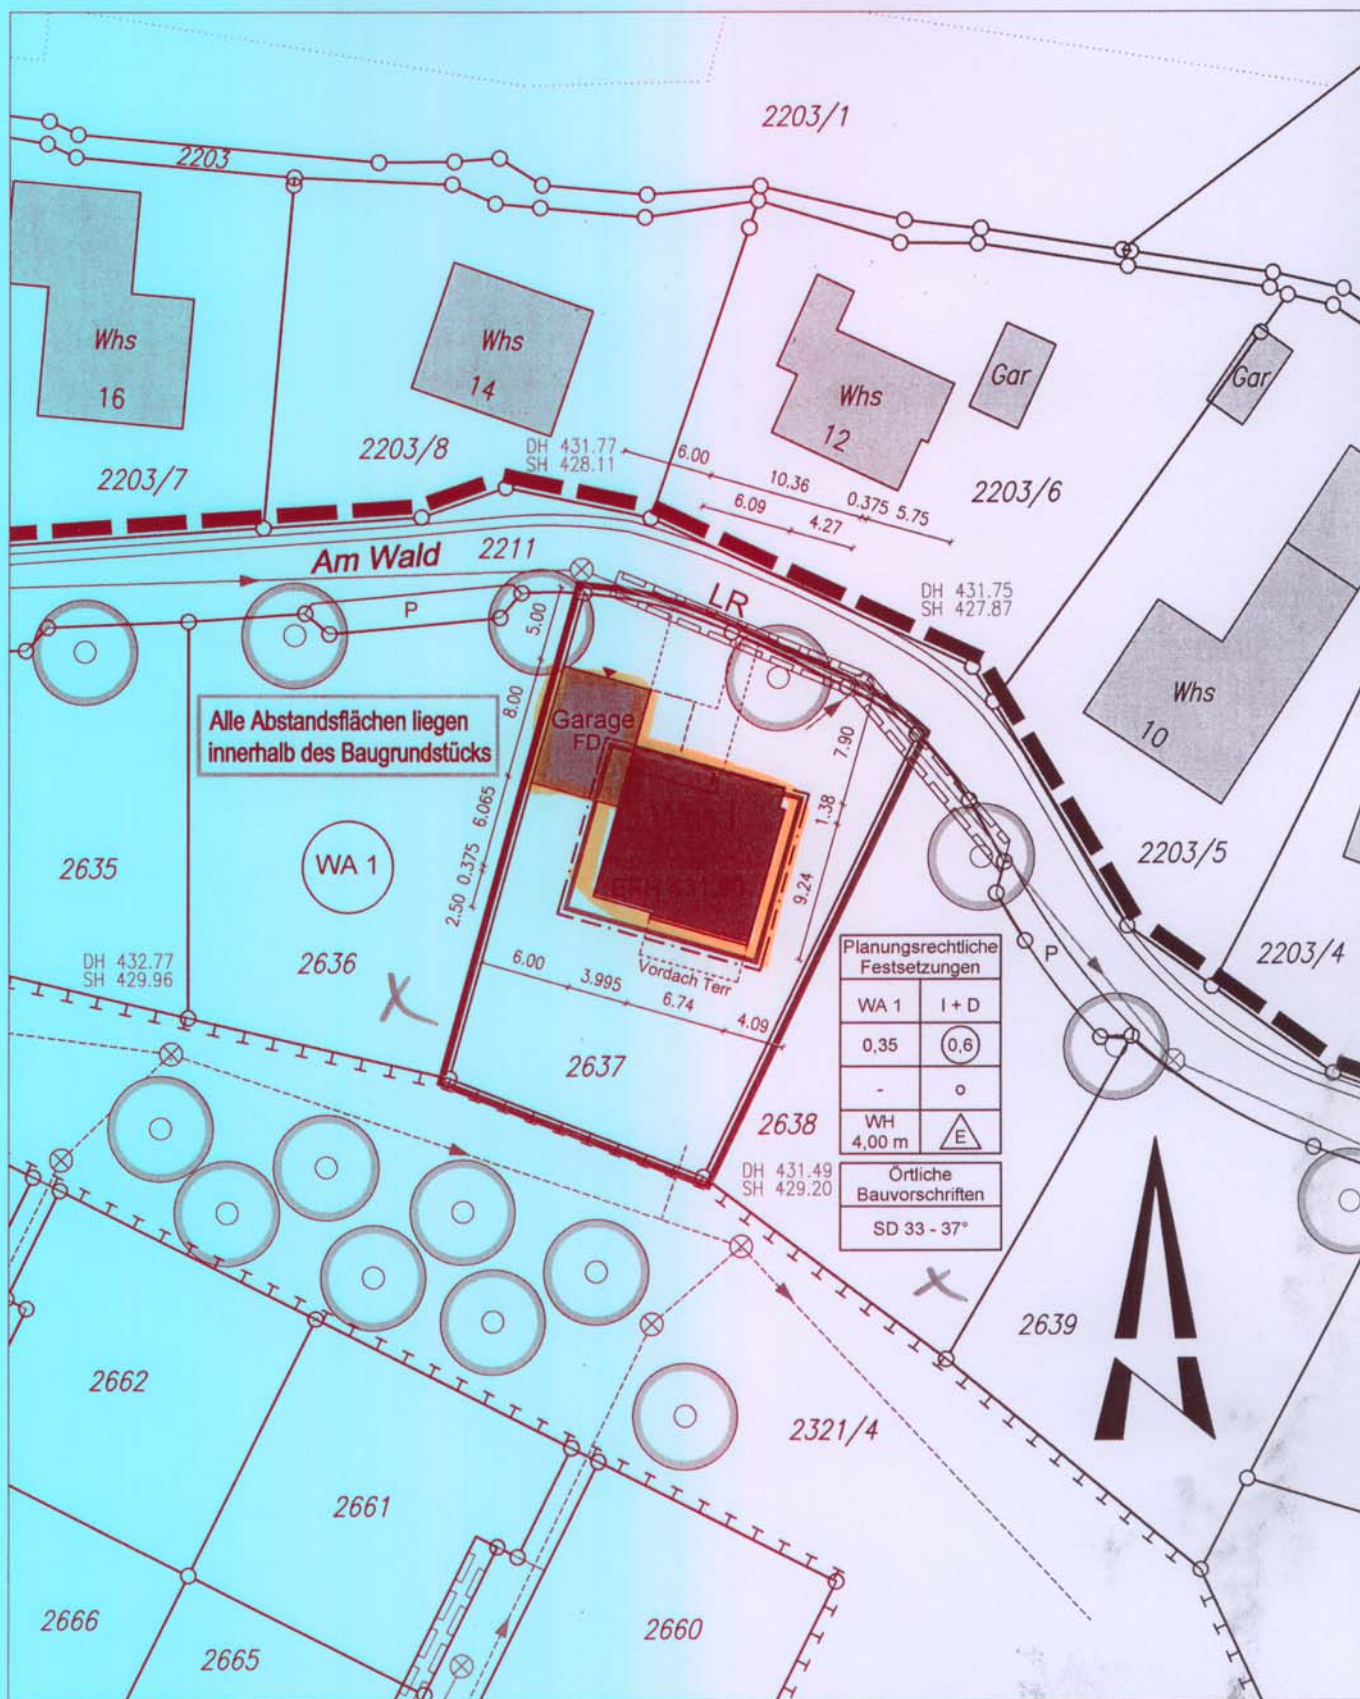 2203/1
2203
Whs
16
Whs
14
Whs
12
Gar
Gar
2203/7
2203/8
DH 431.77
SH 428.11
6.00
10.36
0.375 5.75
6.09
4.27
2203/6
Am Wald
2211
LR
DH 431.75
SH 427.87
P
5.00
8.00
Whs
10
Alle Abstandsflächen liegen
innerhalb des Baugrundstücks
Garage
FD
7.90
1.38
9.24
6.065
0.375
2.50
2635
WA 1
2203/5
2636
DH 432.77
SH 429.96
6.00
3.995
6.74
4.09
Vordach Terr
P
2203/4
Planungsrechtliche
Festsetzungen
WA 1 I + D
0,35 0,6
- o
WH
4,00 m E
Örtliche
Bauvorschriften
SD 33 - 37°
2637
2638
DH 431.49
SH 429.20
2639
2662
2321/4
2661
2660
2666
2665